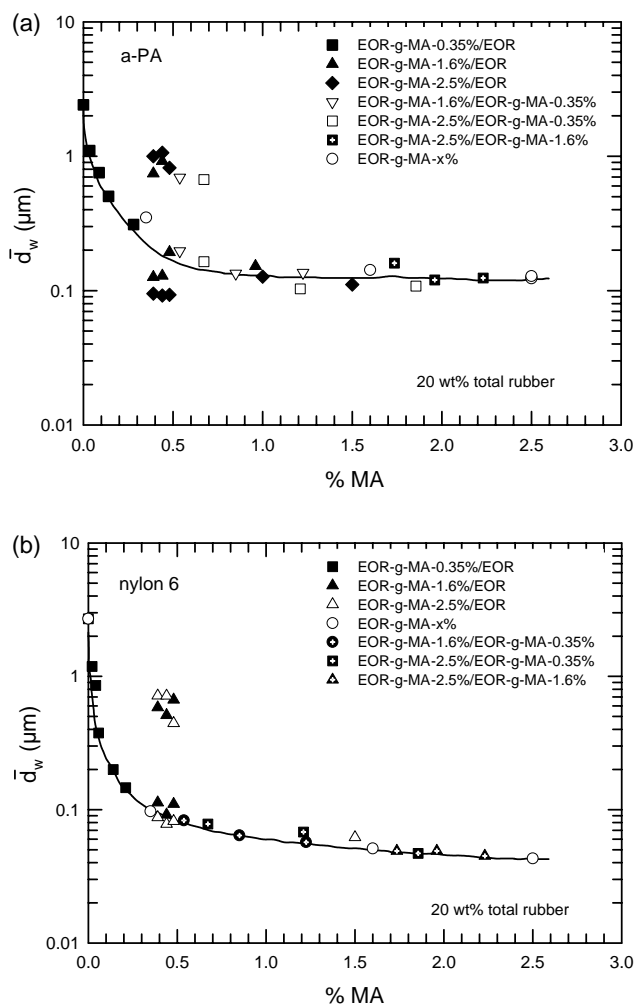 (a)
10
a-PA
EOR-g-MA-0.35%/EOR
EOR-g-MA-1.6%/EOR
EOR-g-MA-2.5%/EOR
EOR-g-MA-1.6%/EOR-g-MA-0.35%
EOR-g-MA-2.5%/EOR-g-MA-0.35%
EOR-g-MA-2.5%/EOR-g-MA-1.6%
EOR-g-MA-x%
1
d̄w (µm)
0.1
20 wt% total rubber
0.01
0.0 0.5 1.0 1.5 2.0 2.5 3.0
% MA
(b)
10
nylon 6
EOR-g-MA-0.35%/EOR
EOR-g-MA-1.6%/EOR
EOR-g-MA-2.5%/EOR
EOR-g-MA-x%
EOR-g-MA-1.6%/EOR-g-MA-0.35%
EOR-g-MA-2.5%/EOR-g-MA-0.35%
EOR-g-MA-2.5%/EOR-g-MA-1.6%
1
d̄w (µm)
0.1
20 wt% total rubber
0.01
0.0 0.5 1.0 1.5 2.0 2.5 3.0
% MA